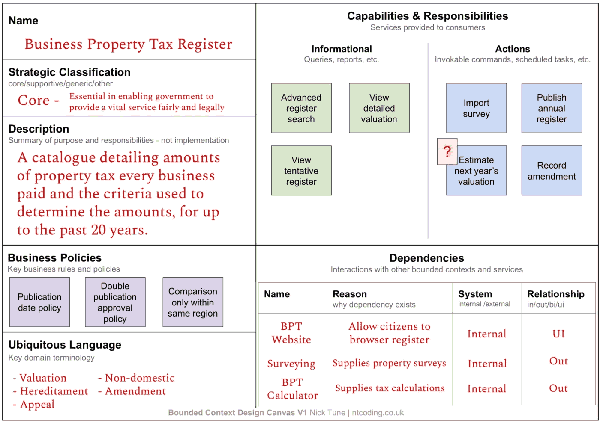 Name
Business Property Tax Register
Strategic Classification
core/supportive/generic/other
Core - Essential in enabling government to
provide a vital service fairly and legally
Description
Summary of purpose and responsibilities - not implementation
A catalogue detailing amounts
of property tax every business
paid and the criteria used to
determine the amounts, for up
to the past 20 years.
Business Policies
Key business rules and policies
Publication
date policy
Double
publication
approval
policy
Comparison
only within
same region
Ubiquitous Language
Key domain terminology
- Valuation
- Hereditament
- Appeal
- Non-domestic
- Amendment
Capabilities & Responsibilities
Services provided to consumers
Informational
Queries, reports, etc
Advanced
register
search
View
detailed
valuation
View
tentative
register
Actions
Invokable commands, scheduled tasks, etc.
Import
survey
Publish
annual
register
?
Estimate
next year's
valuation
Record
amendment
Dependencies
Interactions with other bounded contexts and services
Name
Reason
why dependency exists
System
internal /external
Relationship
in/out/bi/ui
BPT
Website
Allow citizens to
browser register
Internal
UI
Surveying
Supplies property surveys
Internal
Out
BPT
Calculator
Supplies tax calculations
Internal
Out
Bounded Context Design Canvas V1 Nick Tune | ntcoding.co.uk